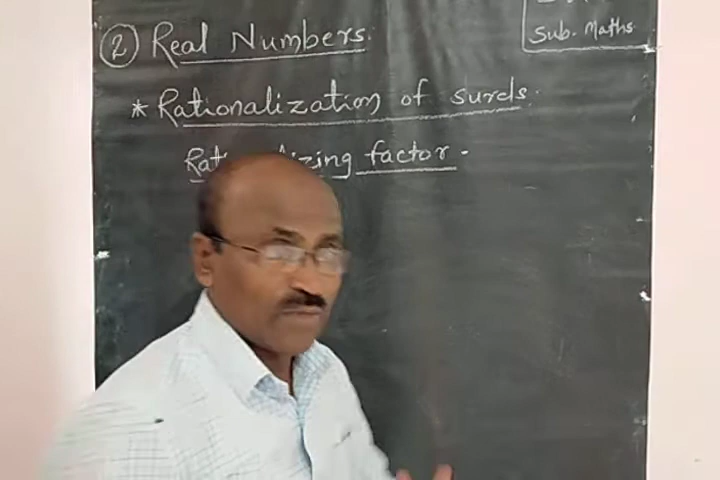 ② Real Numbers.
Sub. Maths
* Rationalization of surds.
factor.